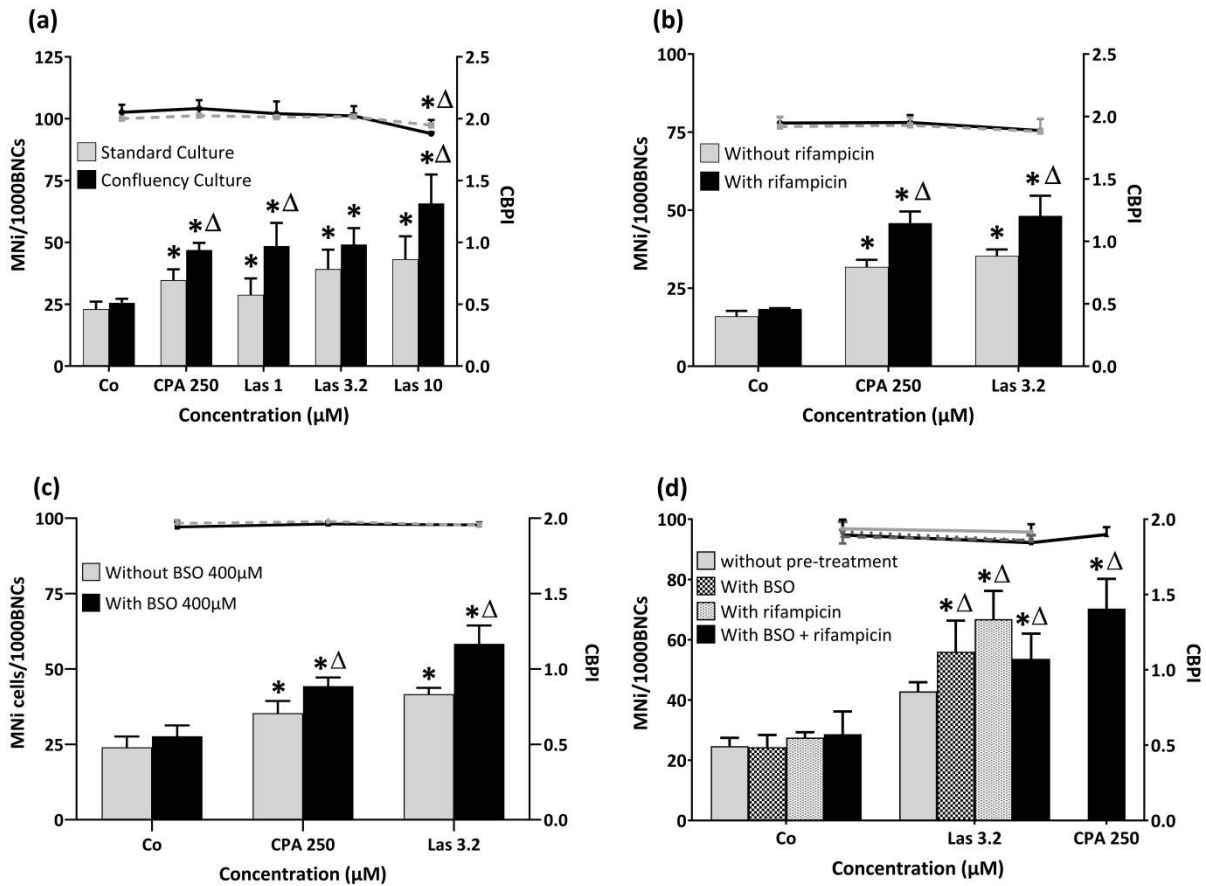 (a)
125
100
75
50
25
0
MNi/1000BNCs
2.5
2.0
1.5
1.0
0.5
0.0
CBPI
Standard Culture
Confluency Culture
* Δ
* Δ
* * Δ
* * Δ
* *
*
Co CPA 250 Las 1 Las 3.2 Las 10
Concentration (μM)
(b)
100
75
50
25
0
MNi/1000BNCs
2.5
2.0
1.5
1.0
0.5
0.0
CBPI
Without rifampicin
With rifampicin
* * Δ
* * Δ
Co CPA 250 Las 3.2
Concentration (μM)
(c)
100
75
50
25
0
MNi cells/1000BNCs
2.0
1.5
1.0
0.5
0.0
CBPI
Without BSO 400μM
With BSO 400μM
* * Δ
* * Δ
Co CPA 250 Las 3.2
Concentration (μM)
(d)
100
80
60
40
20
0
MNi/1000BNCs
2.0
1.5
1.0
0.5
0.0
CBPI
without pre-treatment
With BSO
With rifampicin
With BSO + rifampicin
* Δ
* Δ
* Δ
* Δ
Co Las 3.2 CPA 250
Concentration (μM)